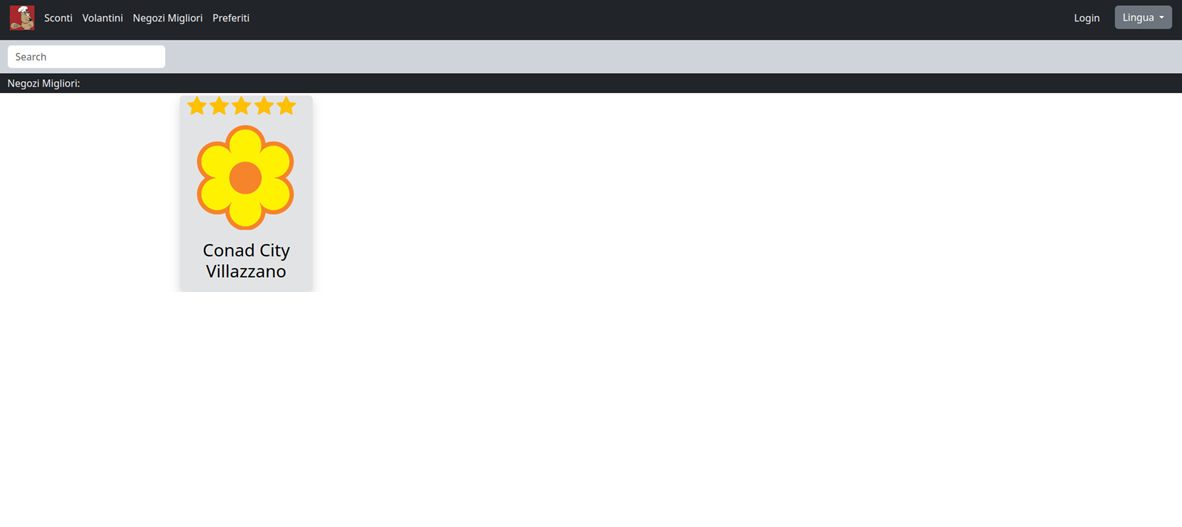 Sconti Volantini Negozi Migliori Preferiti Login Lingua
Search
Negozi Migliori:
Conad City
Villazzano